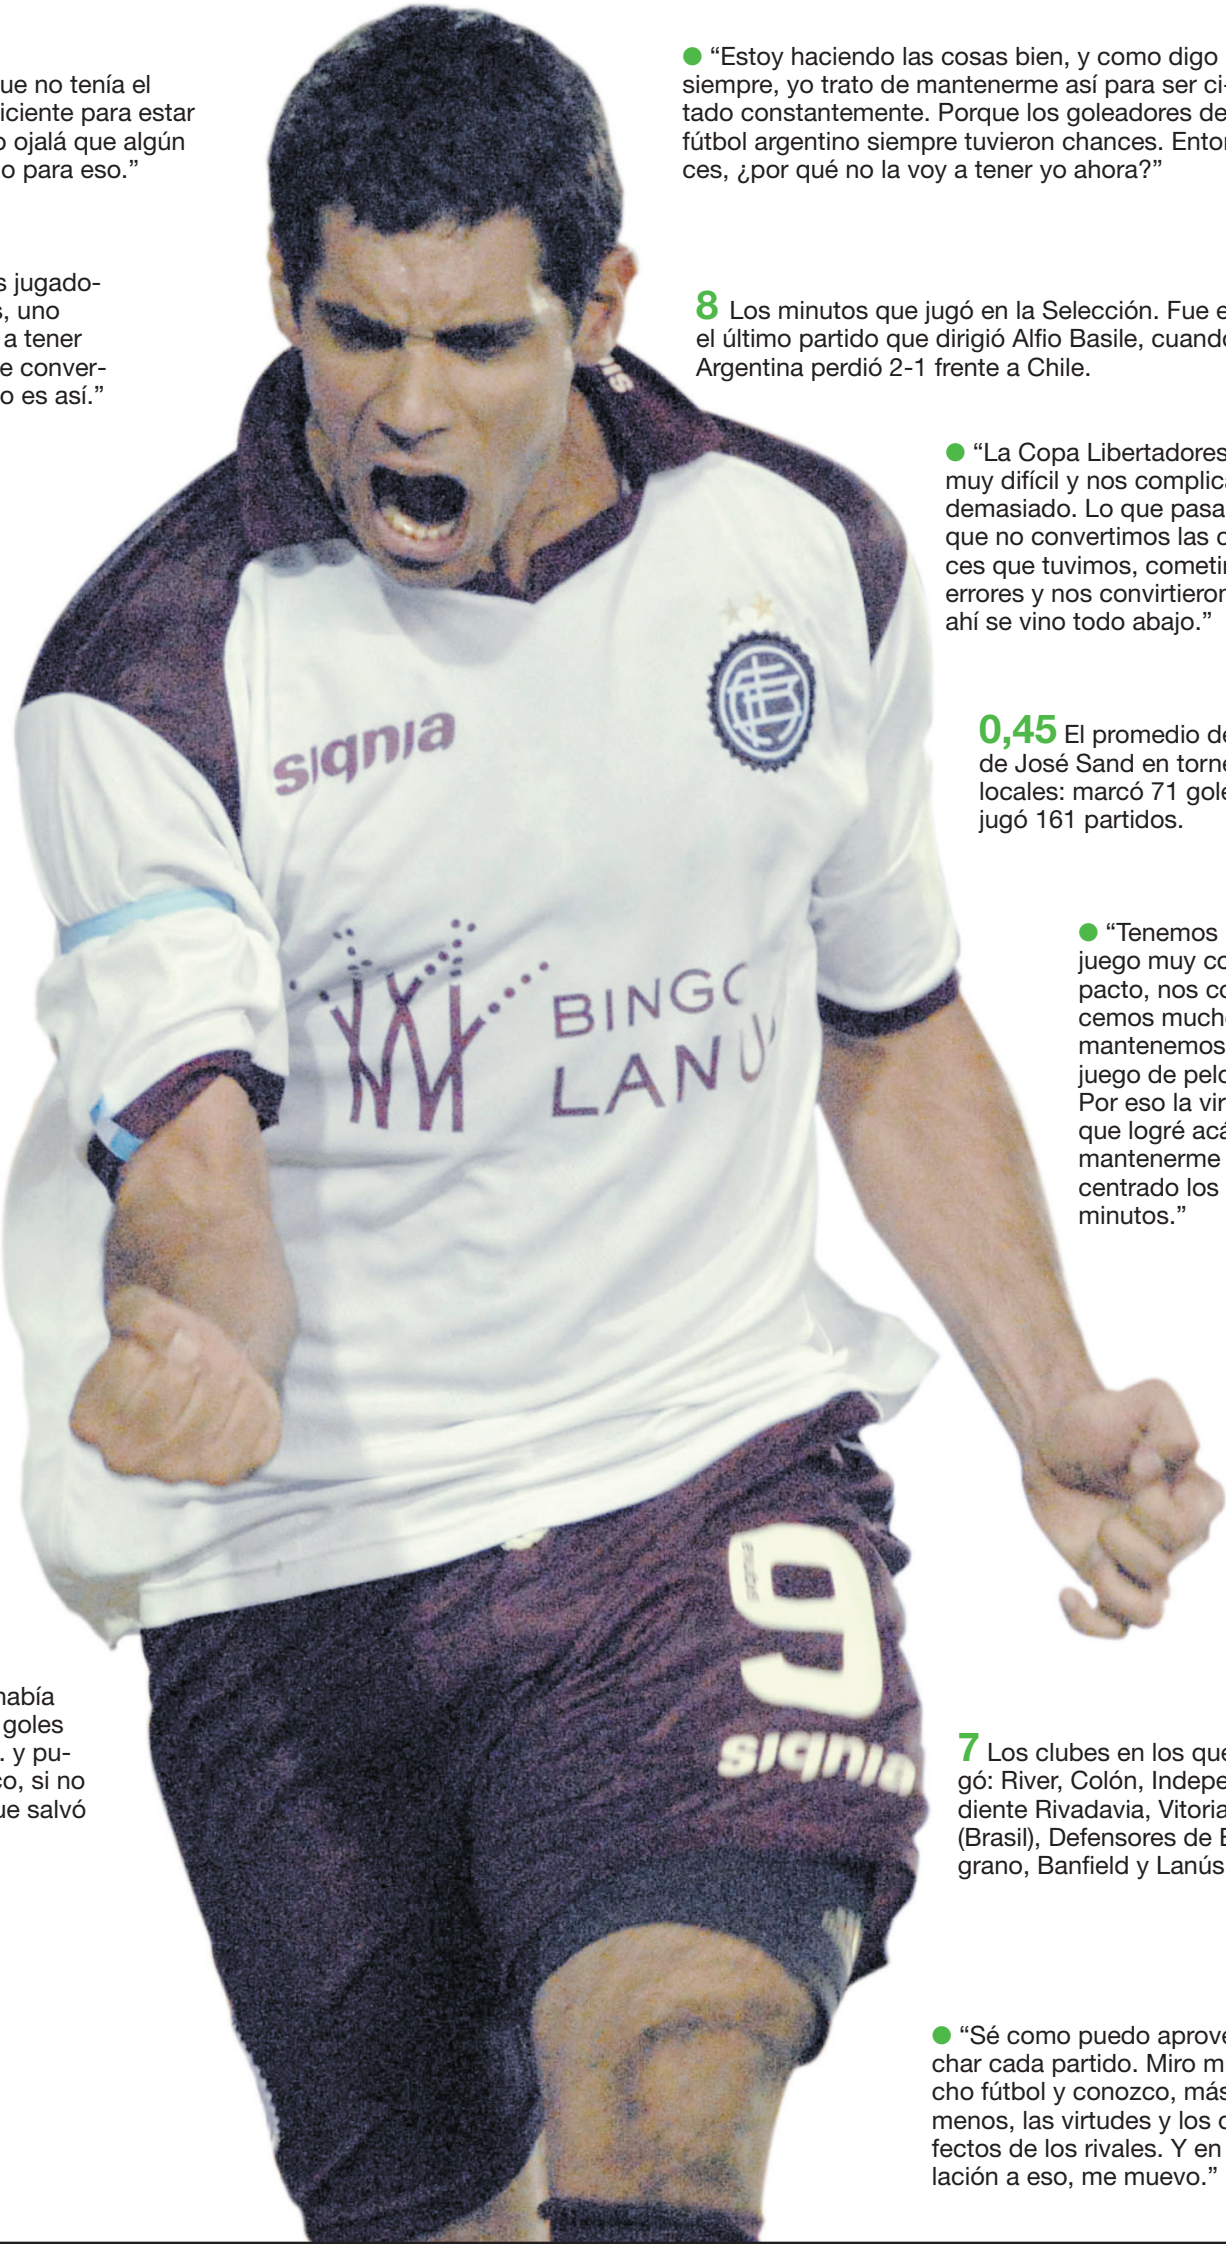 ue no tenía el
iciente para estar
o ojalá que algún
o para eso.”
s jugado-
s, uno
a tener
e conver-
o es así.”
había
goles
. y pu-
co, si no
ue salvó
● “Estoy haciendo las cosas bien, y como digo
siempre, yo trato de mantenerme así para ser ci-
tado constantemente. Porque los goleadores de
fútbol argentino siempre tuvieron chances. Enton
ces, ¿por qué no la voy a tener yo ahora?”
8 Los minutos que jugó en la Selección. Fue e
el último partido que dirigió Alfio Basile, cuando
Argentina perdió 2-1 frente a Chile.
● “La Copa Libertadores
muy difícil y nos complica
demasiado. Lo que pasa
que no convertimos las c
ces que tuvimos, cometin
errores y nos convirtieron
ahí se vino todo abajo.”
0,45 El promedio de
de José Sand en torne
locales: marcó 71 gole
jugó 161 partidos.
● “Tenemos
juego muy co
pacto, nos co
cemos mucho
mantenemos
juego de pelo
Por eso la vir
que logré acá
mantenerme
centrado los
minutos.”
7 Los clubes en los que
gó: River, Colón, Indepe
diente Rivadavia, Vitoria
(Brasil), Defensores de B
grano, Banfield y Lanús
● “Sé como puedo aprove
char cada partido. Miro m
cho fútbol y conozco, más
menos, las virtudes y los d
fectos de los rivales. Y en
lación a eso, me muevo.”
signia
BINGO
LANU
9
signia